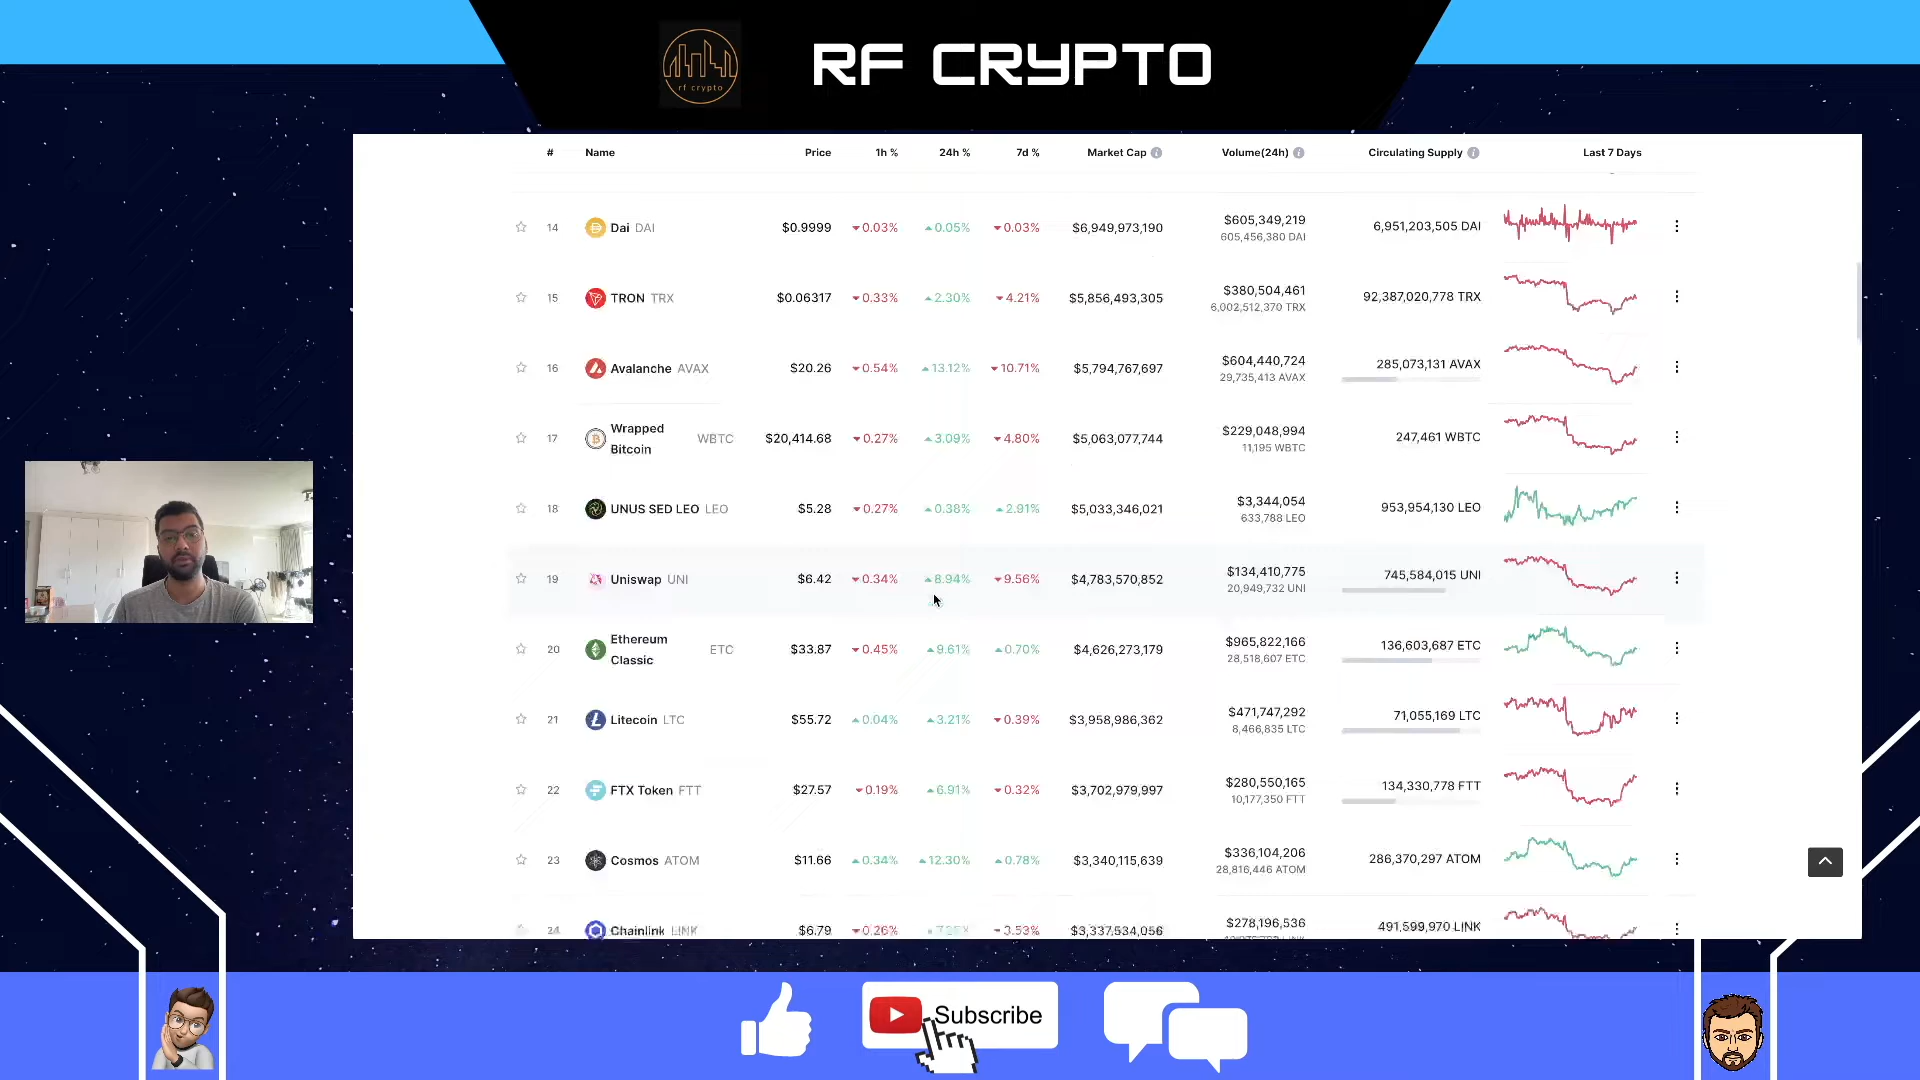 rf crypto
RF CRYPTO
# Name Price 1h % 24h % 7d % Market Cap Volume(24h) Circulating Supply Last 7 Days
14 Dai DAI $0.9999 0.03% 0.05% 0.03% $6,949,973,190 $605,349,219 6,951,203,505 DAI
605,456,380 DAI
15 TRON TRX $0.06317 0.33% 2.30% 4.21% $5,856,493,305 $380,504,461 92,387,020,778 TRX
6,002,512,370 TRX
16 Avalanche AVAX $20.26 0.54% 13.12% 10.71% $5,794,767,697 $604,440,724 285,073,131 AVAX
29,735,413 AVAX
17 Wrapped Bitcoin WBTC $20,414.68 0.27% 3.09% 4.80% $5,063,077,744 $229,048,994 247,461 WBTC
11,195 WBTC
18 UNUS SED LEO LEO $5.28 0.27% 0.38% 2.91% $5,033,346,021 $3,344,054 953,954,130 LEO
633,788 LEO
19 Uniswap UNI $6.42 0.34% 8.94% 9.56% $4,783,570,852 $134,410,775 745,584,015 UNI
20,949,732 UNI
20 Ethereum Classic ETC $33.87 0.45% 9.61% 0.70% $4,626,273,179 $965,822,166 136,603,687 ETC
28,518,607 ETC
21 Litecoin LTC $55.72 0.04% 3.21% 0.39% $3,958,986,362 $471,747,292 71,055,169 LTC
8,466,835 LTC
22 FTX Token FTT $27.57 0.19% 6.91% 0.32% $3,702,979,997 $280,550,165 134,330,778 FTT
10,177,350 FTT
23 Cosmos ATOM $11.66 0.34% 12.30% 0.78% $3,340,115,639 $336,104,206 286,370,297 ATOM
28,816,446 ATOM
24 Chainlink LINK $6.79 0.26% 3.53% $3,337,534,056 $278,196,536 491,599,970 LINK
Subscribe